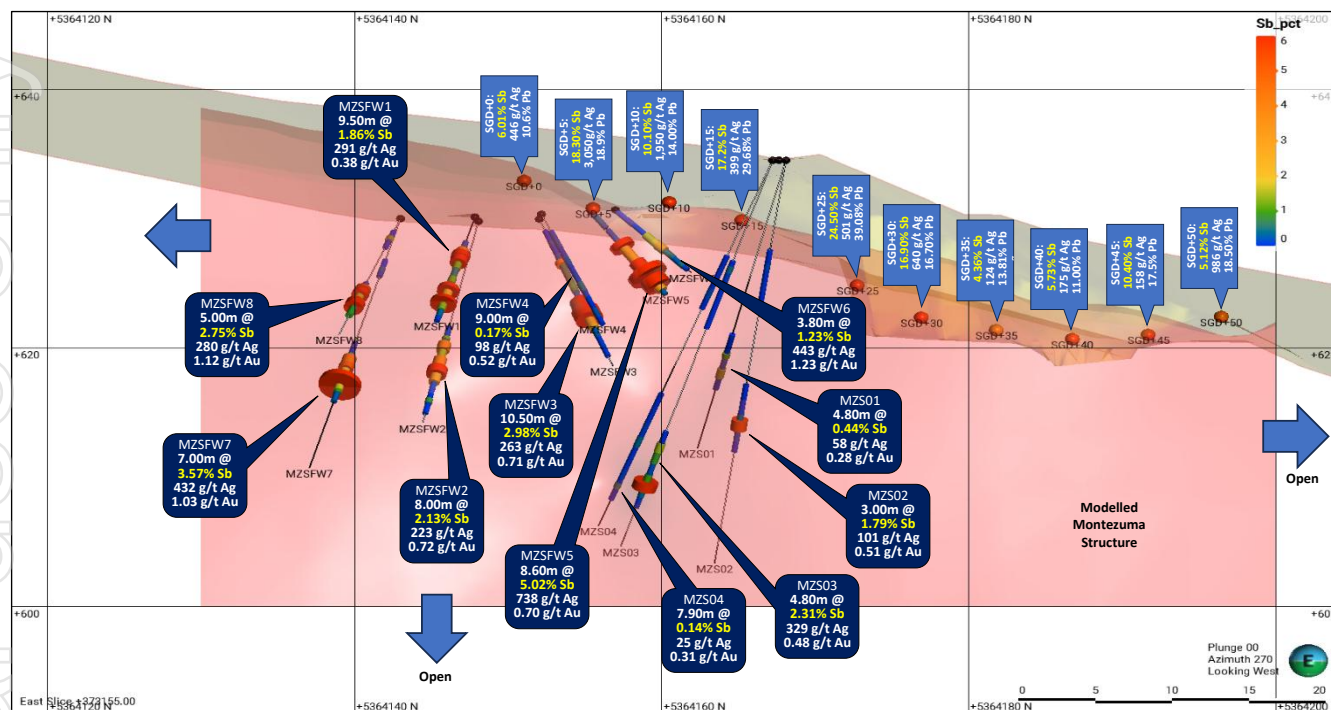 +5364120 N
+5364140 N
+5364160 N
+5364180 N
+5364200 N
Sb_pct
6
5
4
3
2
1
0
+640
+620
+600
SGD+0:
6.01% Sb
446 g/t Ag
10.6% Pb
SGD+5:
18.30% Sb
3,050g/t Ag
18.9% Pb
SGD+10:
10.10% Sb
1,950 g/t Ag
14.00% Pb
SGD+15:
17.2% Sb
399 g/t Ag
29.68% Pb
SGD+25:
24.50% Sb
501 g/t Ag
39.08% Pb
SGD+30:
16.90% Sb
640 g/t Ag
16.70% Pb
SGD+35:
4.36% Sb
124 g/t Ag
13.81% Pb
SGD+40:
5.73% Sb
175 g/t Ag
11.00% Pb
SGD+45:
10.40% Sb
158 g/t Ag
17.5% Pb
SGD+50:
5.12% Sb
986 g/t Ag
18.50% Pb
SGD+0
SGD+5
SGD+10
SGD+15
SGD+25
SGD+30
SGD+35
SGD+40
SGD+45
SGD+50
MZSFW1
9.50m @
1.86% Sb
291 g/t Ag
0.38 g/t Au
MZSFW8
5.00m @
2.75% Sb
280 g/t Ag
1.12 g/t Au
MZSFW4
9.00m @
0.17% Sb
98 g/t Ag
0.52 g/t Au
MZSFW6
3.80m @
1.23% Sb
443 g/t Ag
1.23 g/t Au
MZSFW3
10.50m @
2.98% Sb
263 g/t Ag
0.71 g/t Au
MZS01
4.80m @
0.44% Sb
58 g/t Ag
0.28 g/t Au
MZSFW7
7.00m @
3.57% Sb
432 g/t Ag
1.03 g/t Au
MZSFW2
8.00m @
2.13% Sb
223 g/t Ag
0.72 g/t Au
MZS02
3.00m @
1.79% Sb
101 g/t Ag
0.51 g/t Au
MZSFW5
8.60m @
5.02% Sb
738 g/t Ag
0.70 g/t Au
MZS04
7.90m @
0.14% Sb
25 g/t Ag
0.31 g/t Au
MZS03
4.80m @
2.31% Sb
329 g/t Ag
0.48 g/t Au
MZSFW5
MZSFW1
MZSFW4
MZSFW8
MZSFW3
MZSFW2
MZSFW7
MZS01
MZS04
MZS03
MZS02
Open
Open
Modelled
Montezuma
Structure
Plunge 00
Azimuth 270
Looking West
E
0 5 10 15 20
East Slice +373155.00
+5364120 N
+5364140 N
+5364160 N
+5364180 N
+5364200 N